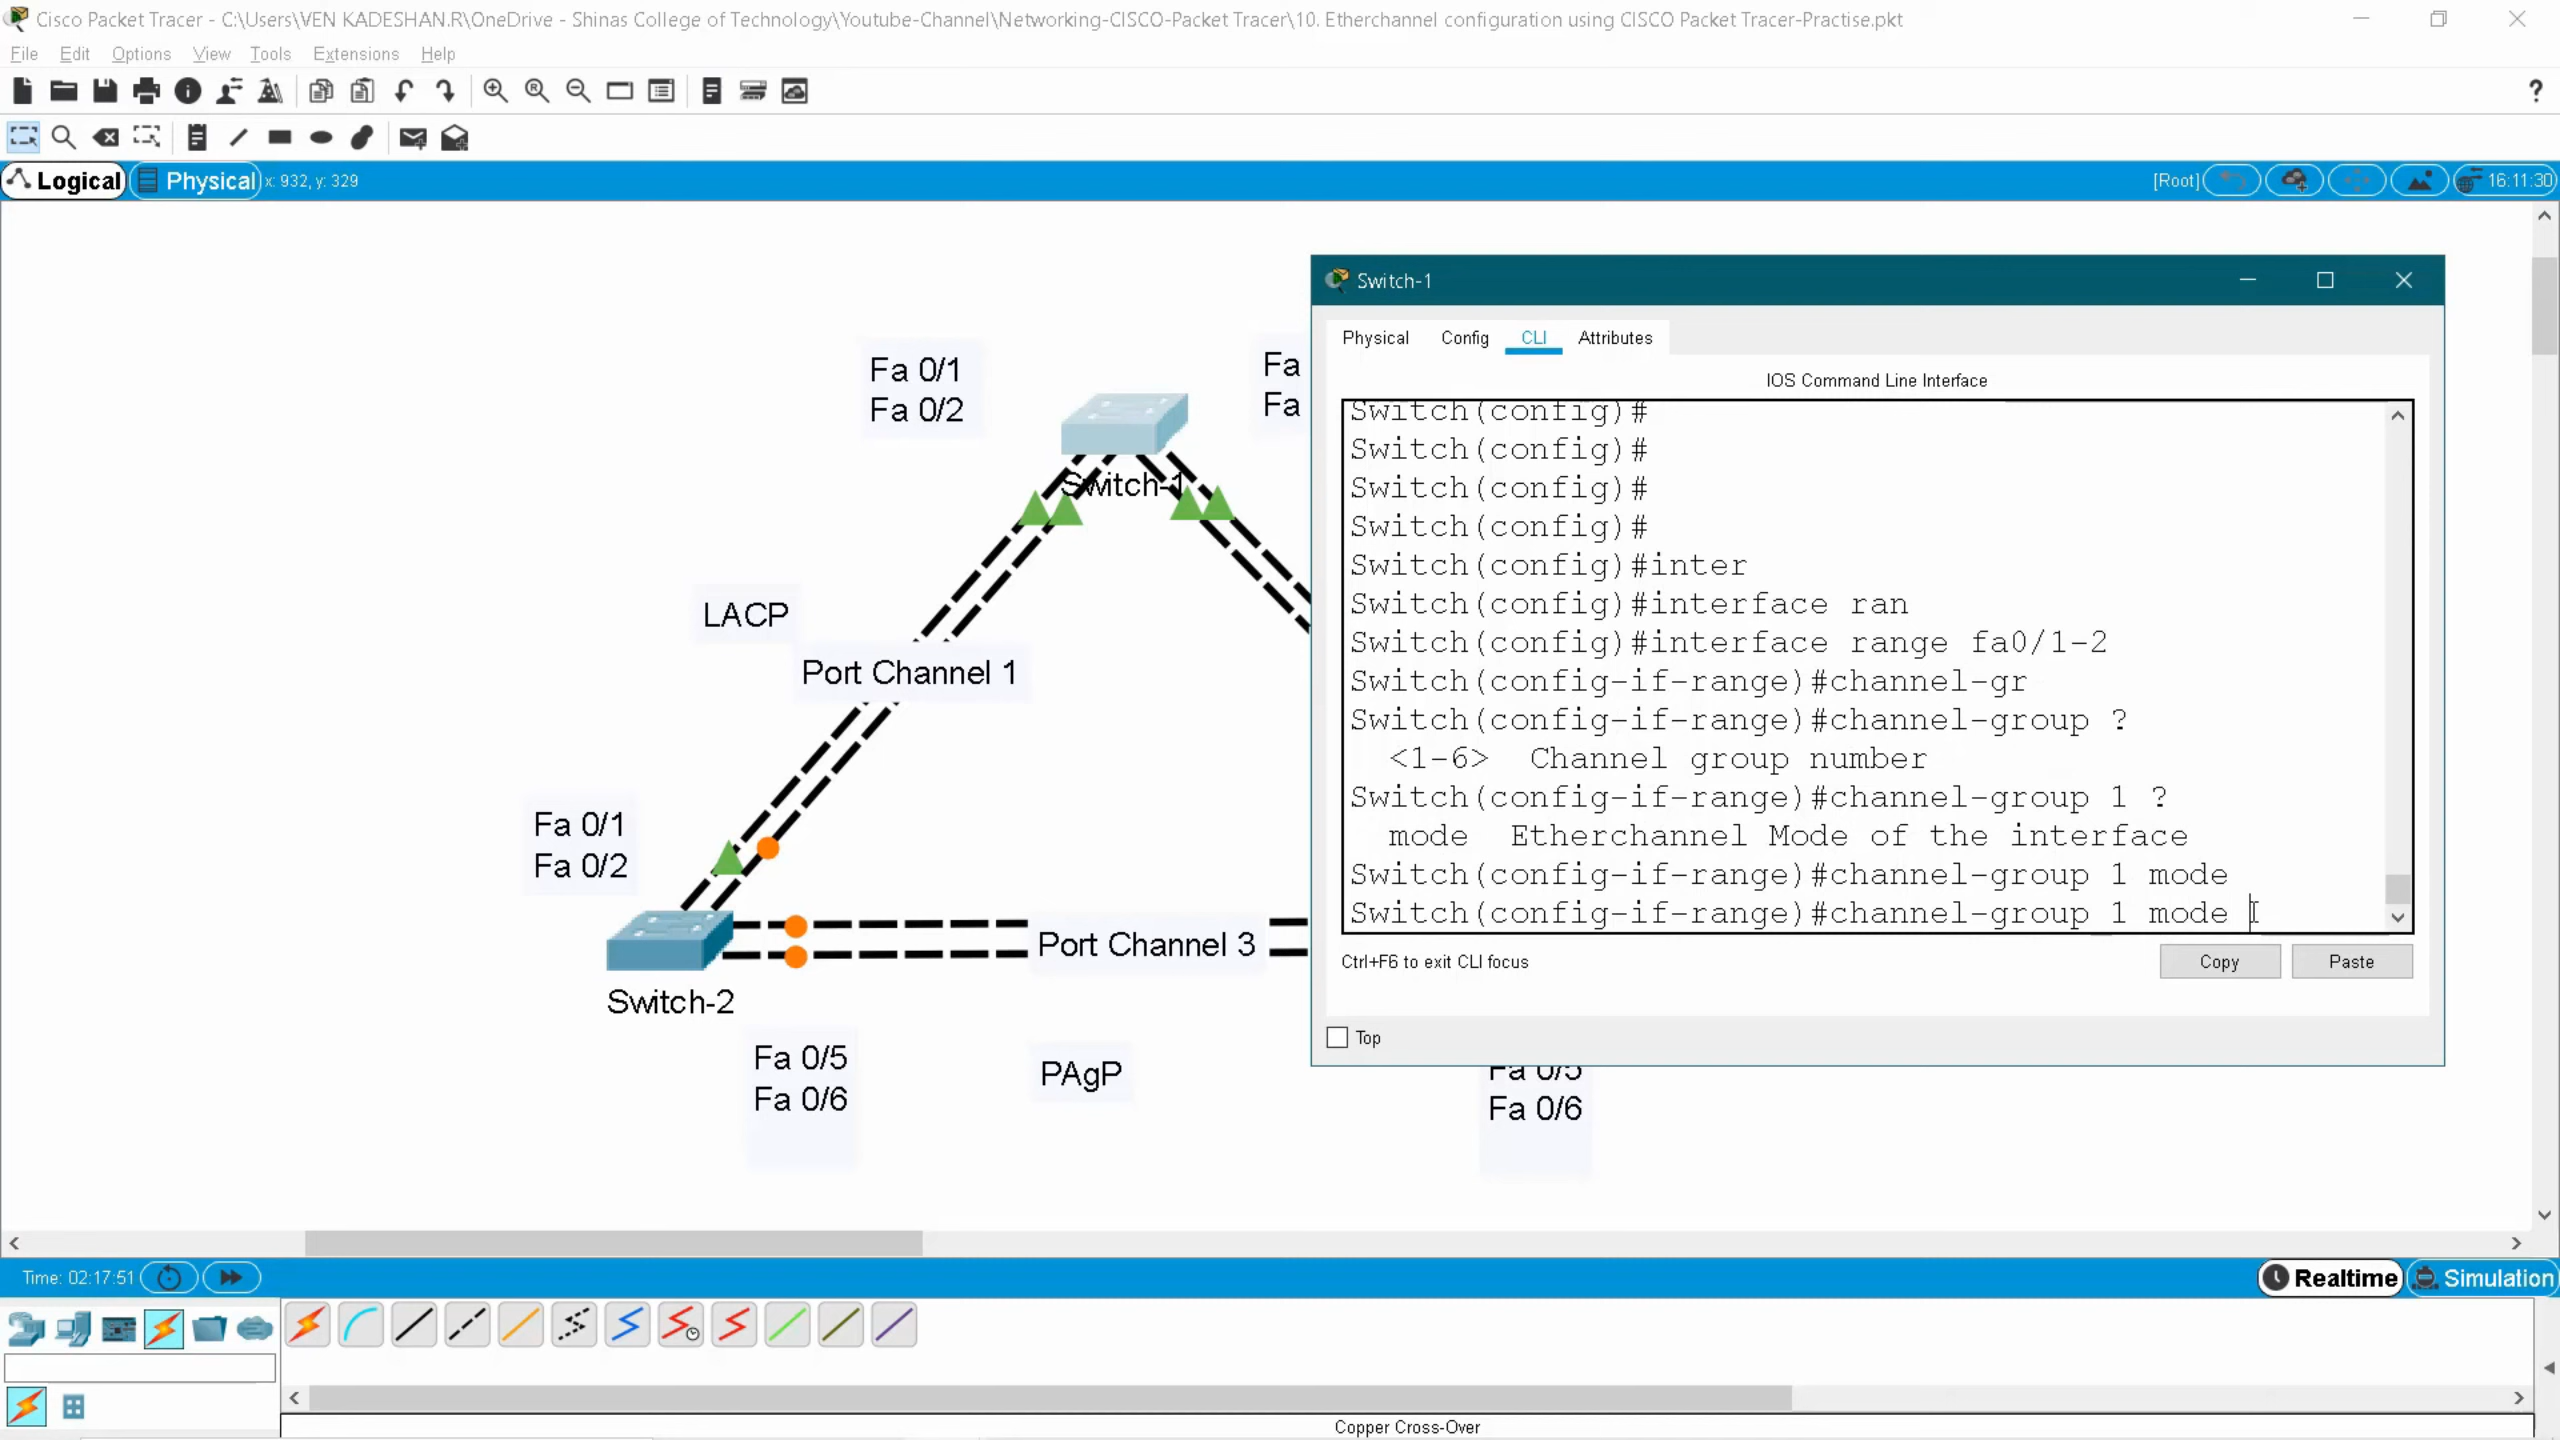 Cisco Packet Tracer - C:\Users\VEN KADESHAN.R\OneDrive - Shinas College of Technology\Youtube-Channel\Networking-CISCO-Packet Tracer\10. Etherchannel configuration using CISCO Packet Tracer-Practise.pkt
File Edit Options View Tools Extensions Help
Logical Physical x: 932, y: 329 [Root] 16:11:30
Fa 0/1
Fa 0/2
Fa
Fa
Switch-1
LACP
Port Channel 1
Fa 0/1
Fa 0/2
Port Channel 3
Switch-2
Fa 0/5
Fa 0/6
PAgP
Fa 0/5
Fa 0/6
Switch-1
Physical Config CLI Attributes
IOS Command Line Interface
Switch(config)#
Switch(config)#
Switch(config)#
Switch(config)#
Switch(config)#inter
Switch(config)#interface ran
Switch(config)#interface range fa0/1-2
Switch(config-if-range)#channel-gr
Switch(config-if-range)#channel-group ?
<1-6> Channel group number
Switch(config-if-range)#channel-group 1 ?
mode Etherchannel Mode of the interface
Switch(config-if-range)#channel-group 1 mode
Switch(config-if-range)#channel-group 1 mode
Ctrl+F6 to exit CLI focus
Copy Paste
Top
Time: 02:17:51
Realtime Simulation
Copper Cross-Over